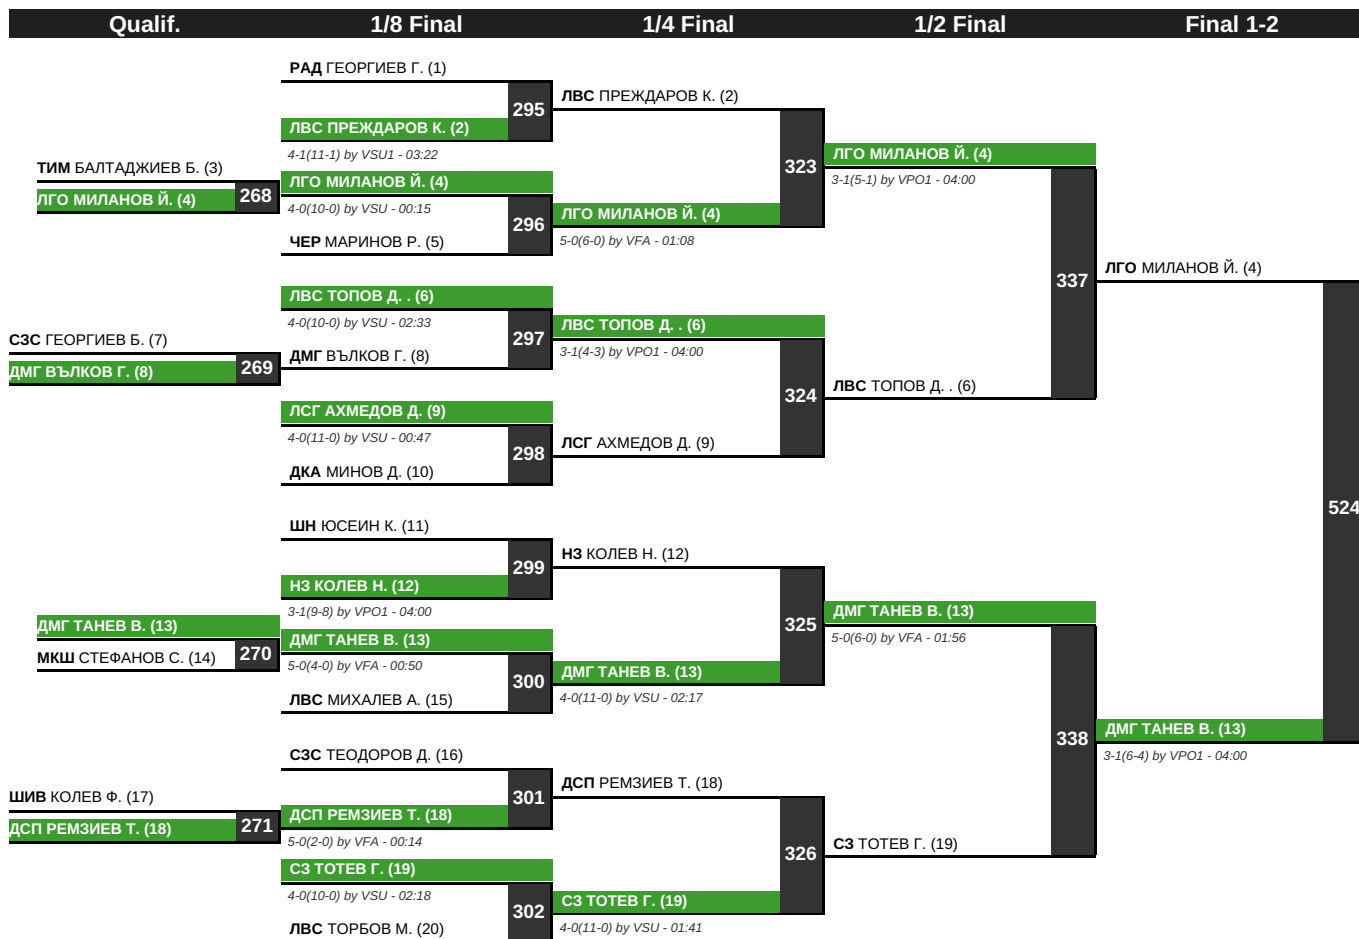 Qualif.
1/8 Final
1/4 Final
1/2 Final
Final 1-2
ТИМ БАЛТАДЖИЕВ Б. (3)
268
ЛГО МИЛАНОВ Й. (4)
СЗС ГЕОРГИЕВ Б. (7)
269
ДМГ ВЪЛКОВ Г. (8)
ДМГ ТАНЕВ В. (13)
270
МКШ СТЕФАНОВ С. (14)
ШИВ КОЛЕВ Ф. (17)
271
ДСП РЕМЗИЕВ Т. (18)
РАД ГЕОРГИЕВ Г. (1)
295
ЛВС ПРЕЖДАРОВ К. (2)
4-1(11-1) by VSU1 - 03:22
ЛГО МИЛАНОВ Й. (4)
4-0(10-0) by VSU - 00:15
296
ЧЕР МАРИНОВ Р. (5)
ЛВС ТОПОВ Д. . (6)
4-0(10-0) by VSU - 02:33
297
ДМГ ВЪЛКОВ Г. (8)
ЛСГ АХМЕДОВ Д. (9)
4-0(11-0) by VSU - 00:47
298
ДКА МИНОВ Д. (10)
ШН ЮСЕИН К. (11)
299
НЗ КОЛЕВ Н. (12)
3-1(9-8) by VPO1 - 04:00
ДМГ ТАНЕВ В. (13)
5-0(4-0) by VFA - 00:50
300
ЛВС МИХАЛЕВ А. (15)
СЗС ТЕОДОРОВ Д. (16)
301
ДСП РЕМЗИЕВ Т. (18)
5-0(2-0) by VFA - 00:14
СЗ ТОТЕВ Г. (19)
4-0(10-0) by VSU - 02:18
302
ЛВС ТОРБОВ М. (20)
ЛВС ПРЕЖДАРОВ К. (2)
323
ЛГО МИЛАНОВ Й. (4)
5-0(6-0) by VFA - 01:08
ЛВС ТОПОВ Д. . (6)
3-1(4-3) by VPO1 - 04:00
324
ЛСГ АХМЕДОВ Д. (9)
НЗ КОЛЕВ Н. (12)
325
ДМГ ТАНЕВ В. (13)
4-0(11-0) by VSU - 02:17
ДСП РЕМЗИЕВ Т. (18)
326
СЗ ТОТЕВ Г. (19)
4-0(11-0) by VSU - 01:41
ЛГО МИЛАНОВ Й. (4)
3-1(5-1) by VPO1 - 04:00
337
ЛВС ТОПОВ Д. . (6)
ДМГ ТАНЕВ В. (13)
5-0(6-0) by VFA - 01:56
338
СЗ ТОТЕВ Г. (19)
ЛГО МИЛАНОВ Й. (4)
524
ДМГ ТАНЕВ В. (13)
3-1(6-4) by VPO1 - 04:00